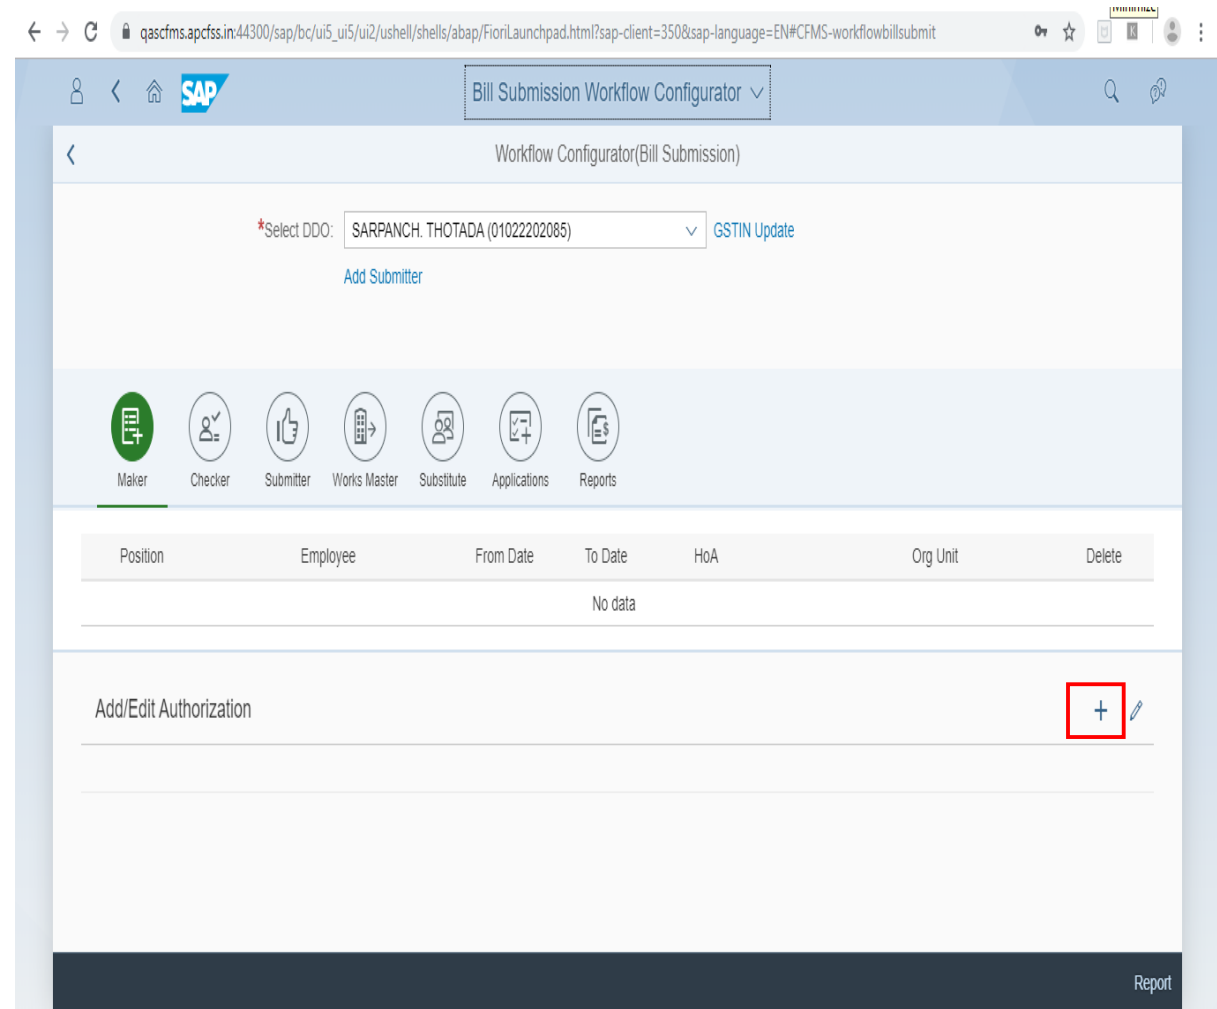 Minimize
qascfms.apcfss.in:44300/sap/bc/ui5_ui5/ui2/ushell/shells/abap/FioriLaunchpad.html?sap-client=350&sap-language=EN#CFMS-workflowbillsubmit
SAP Bill Submission Workflow Configurator
Workflow Configurator(Bill Submission)
*Select DDO: SARPANCH. THOTADA (01022202085) GSTIN Update
Add Submitter
Maker Checker Submitter Works Master Substitute Applications Reports
Position Employee From Date To Date HoA Org Unit Delete
No data
Add/Edit Authorization
Report